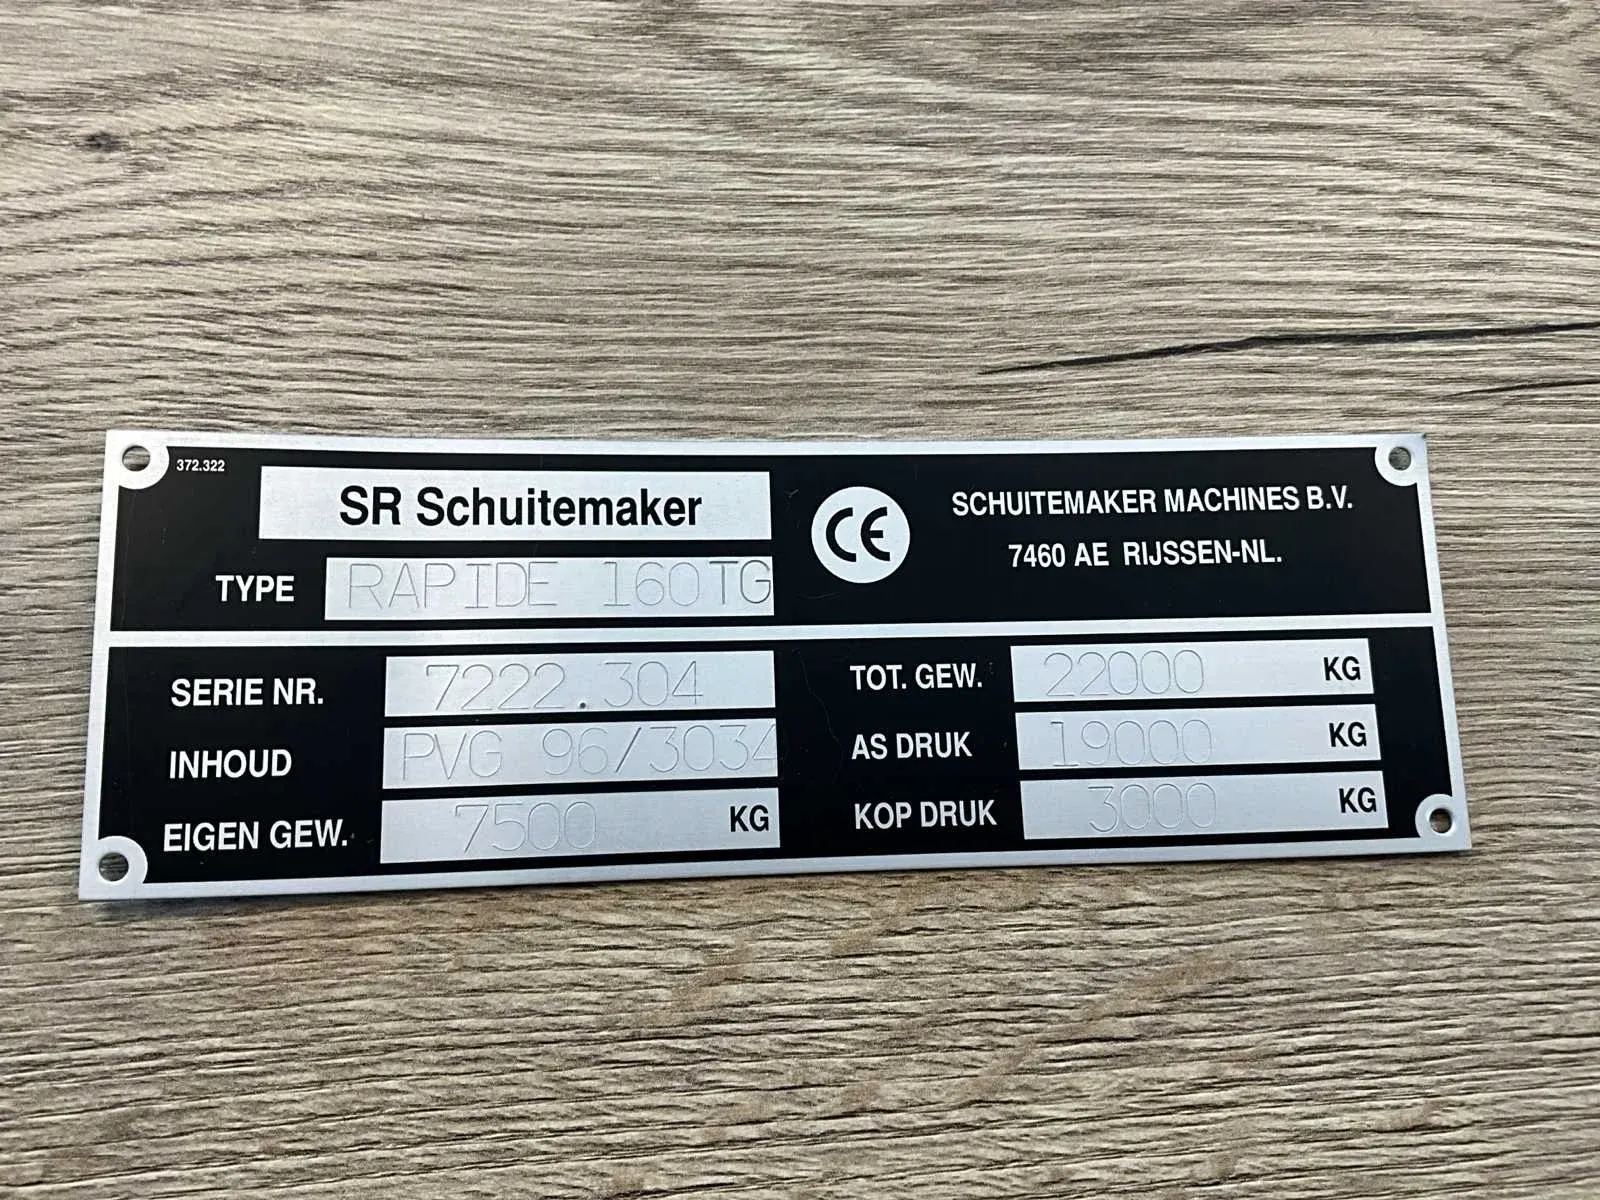 372.322
SR Schuitemaker
TYPE RAPIDE 160TG
CE
SCHUITEMAKER MACHINES B.V.
7460 AE RIJSSEN-NL.
SERIE NR. 7222.304
INHOUD PVG 96/3034
EIGEN GEW. 7500 KG
TOT. GEW. 22000 KG
AS DRUK 19000 KG
KOP DRUK 3000 KG